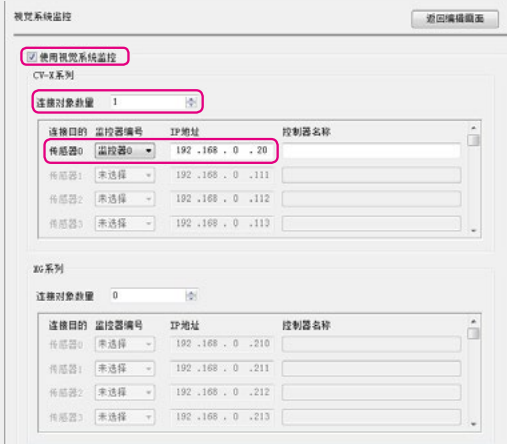 视觉系统监控 返回编辑画面
使用视觉系统监控
CV-X系列
连接对象数量 1
连接目的 监控器编号 IP地址 控制器名称
传感器0 监控器0 192 .168 . 0 . 20
传感器1 未选择 192 .168 . 0 .111
传感器2 未选择 192 .168 . 0 .112
传感器3 未选择 192 .168 . 0 .113
XG系列
连接对象数量 0
连接目的 监控器编号 IP地址 控制器名称
传感器0 未选择 192 .168 . 0 .210
传感器1 未选择 192 .168 . 0 .211
传感器2 未选择 192 .168 . 0 .212
传感器3 未选择 192 .168 . 0 .213